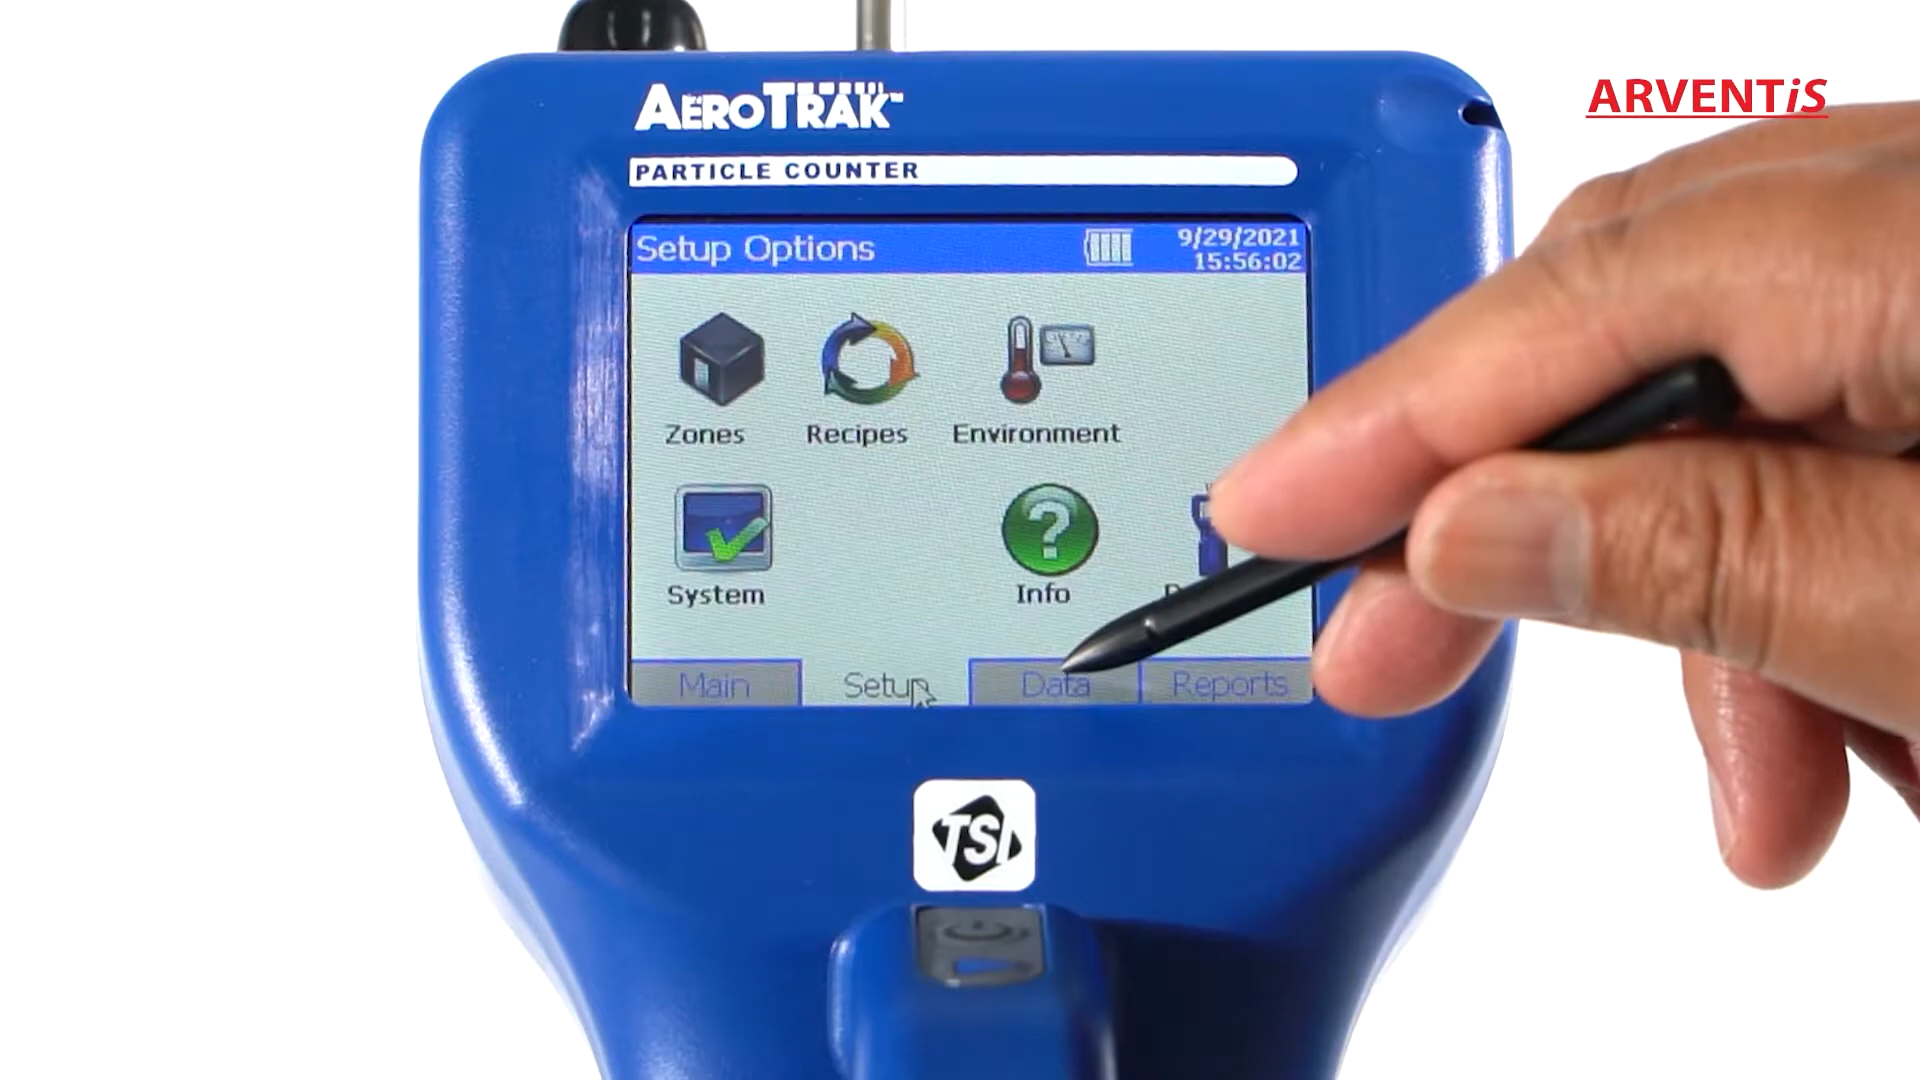 AEROTRAK™
ARVENTiS
PARTICLE COUNTER
Setup Options
9/29/2021
15:56:02
Zones
Recipes
Environment
System
Info
Main
Setup
Data
Reports
TSI